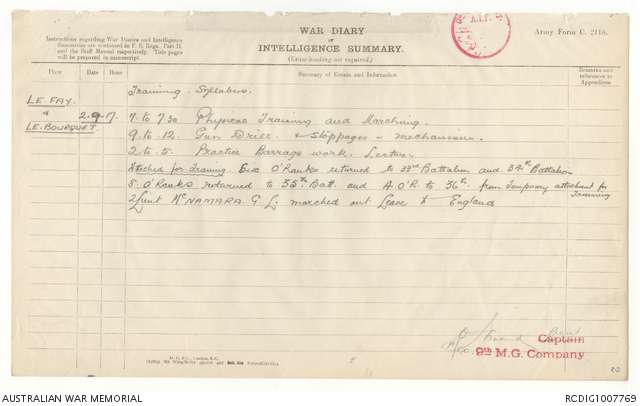 WAR DIARY
or
INTELLIGENCE SUMMARY.
(Erase heading not required.)
Army Form C. 2118.
Instructions regarding War Diaries and Intelligence
Summaries are contained in F. S. Regs., Part II.
and the Staff Manual respectively. Title pages
will be prepared in manuscript.
A.I.F.
Place
Date
Hour
Summary of Events and Information
Remarks and
references to
Appendices
Training Syllabus.
LE FAY.
&
LE. BOURQUET.
2.9.17.
7 to 7.30 Physical Training and Marching.
9 to 12. Gun Drill & Stoppages & mechanism.
2 to 5. Practice Barrage work. Lecture.
Attached for Training Six O'Ranks returned to 33rd Battalion and 34th Battalion
5. O'Ranks returned to 35th Batt. and 4. O'R. to 36th. from Temporary attachment for
Training
2/Lieut McNAMARA. G. L. marched out Leave to England
Captain
9th M.G. Company
AUSTRALIAN WAR MEMORIAL
RCDIG1007769